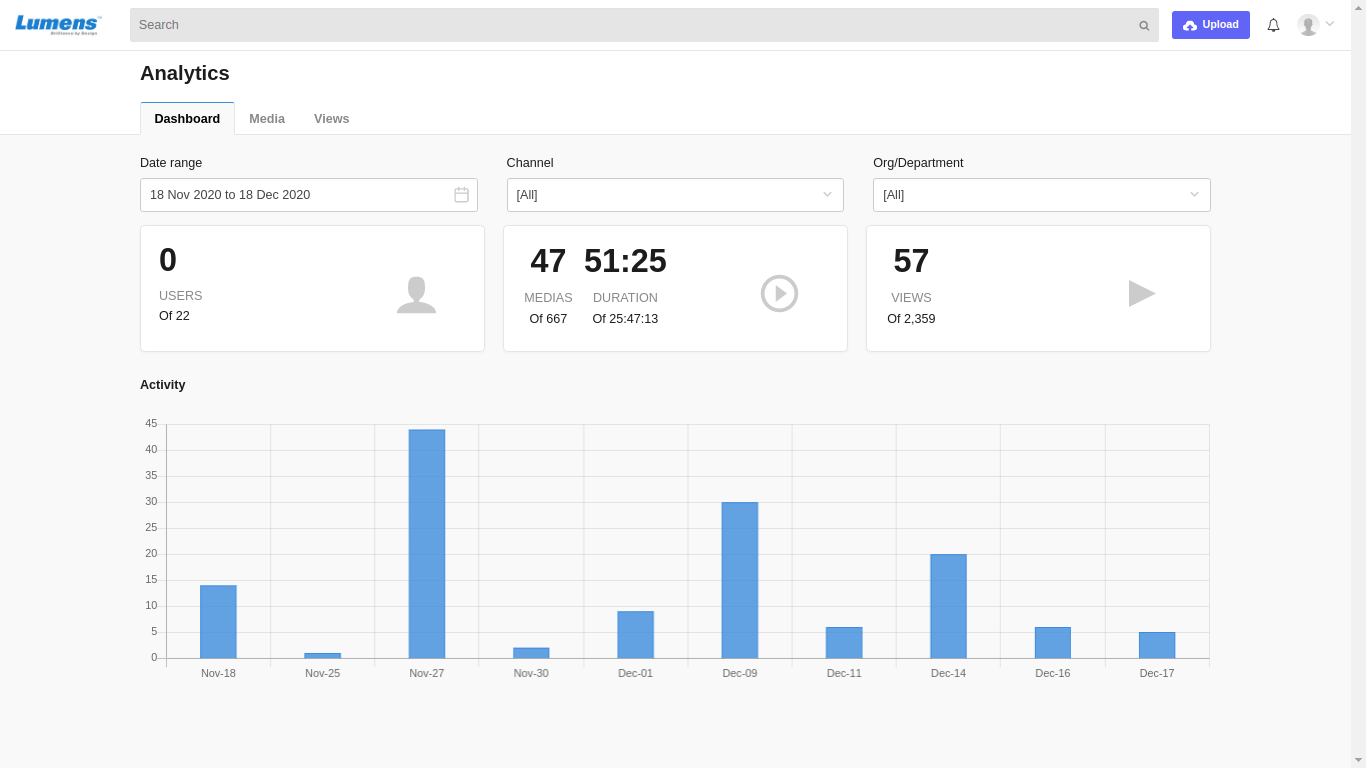 Lumens
Brilliance by Design
Search
Upload
Analytics
Dashboard Media Views
Date range Channel Org/Department
18 Nov 2020 to 18 Dec 2020 [All] [All]
0 47 51:25 57
USERS MEDIAS DURATION VIEWS
Of 22 Of 667 Of 25:47:13 Of 2,359
Activity
45
40
35
30
25
20
15
10
5
0
Nov-18 Nov-25 Nov-27 Nov-30 Dec-01 Dec-09 Dec-11 Dec-14 Dec-16 Dec-17